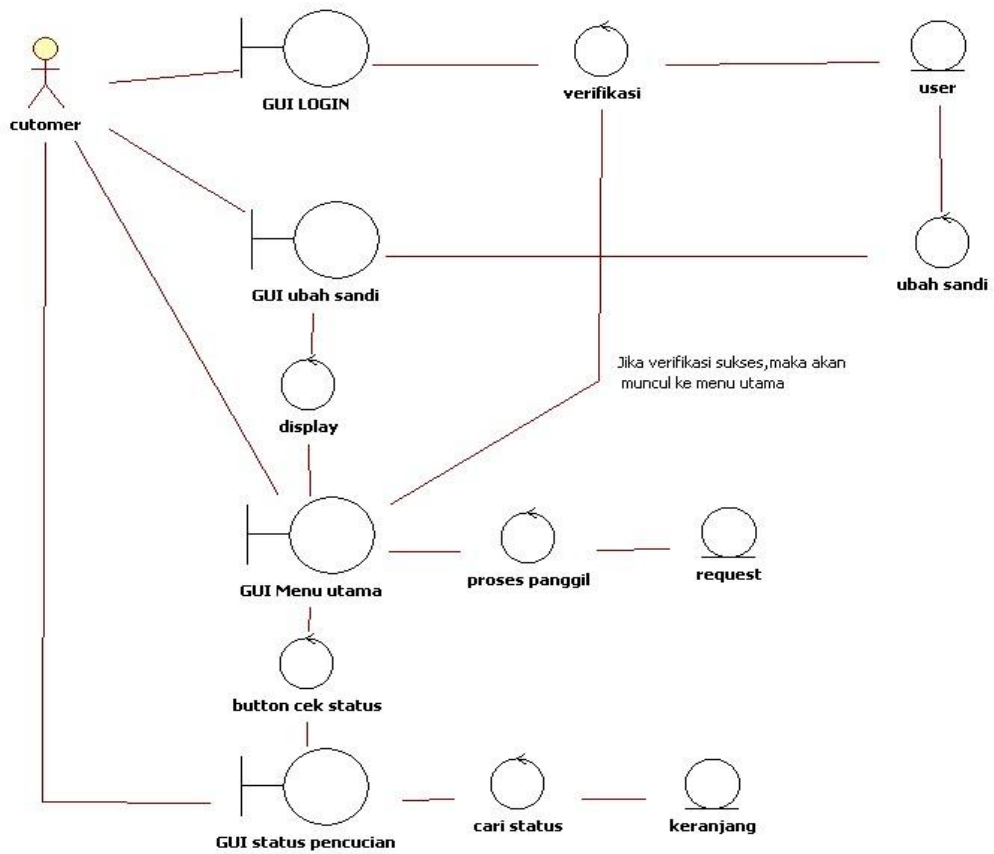 GUI LOGIN
verifikasi
user
cutomer
GUI ubah sandi
ubah sandi
Jika verifikasi sukses,maka akan
muncul ke menu utama
display
GUI Menu utama
proses panggil
request
button cek status
GUI status pencucian
cari status
keranjang